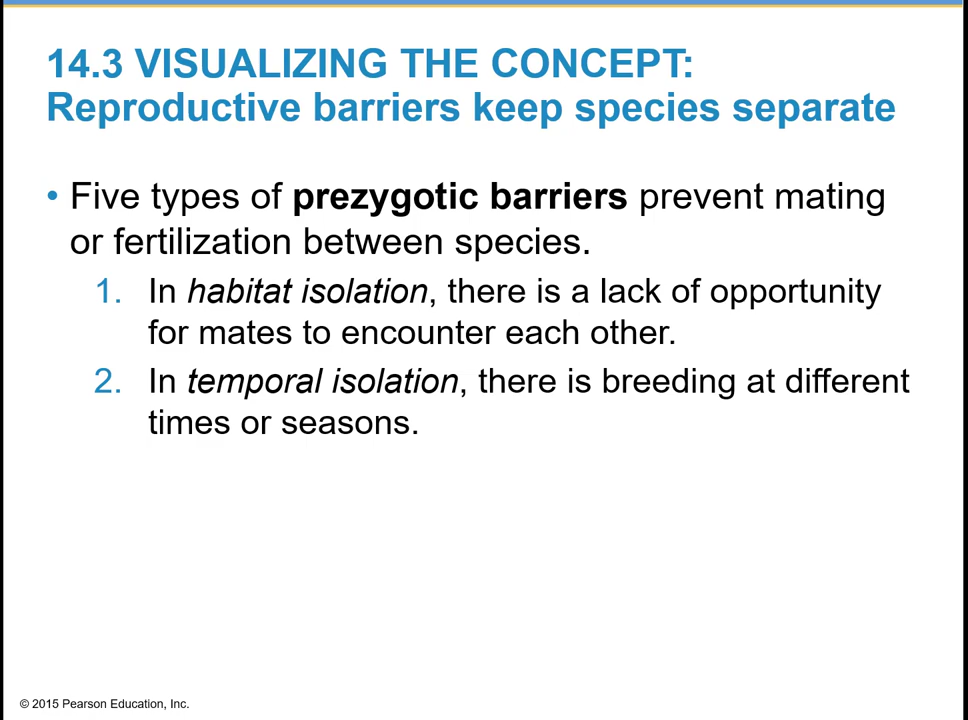 14.3 VISUALIZING THE CONCEPT:
Reproductive barriers keep species separate
• Five types of prezygotic barriers prevent mating
or fertilization between species.
1. In habitat isolation, there is a lack of opportunity
for mates to encounter each other.
2. In temporal isolation, there is breeding at different
times or seasons.
© 2015 Pearson Education, Inc.